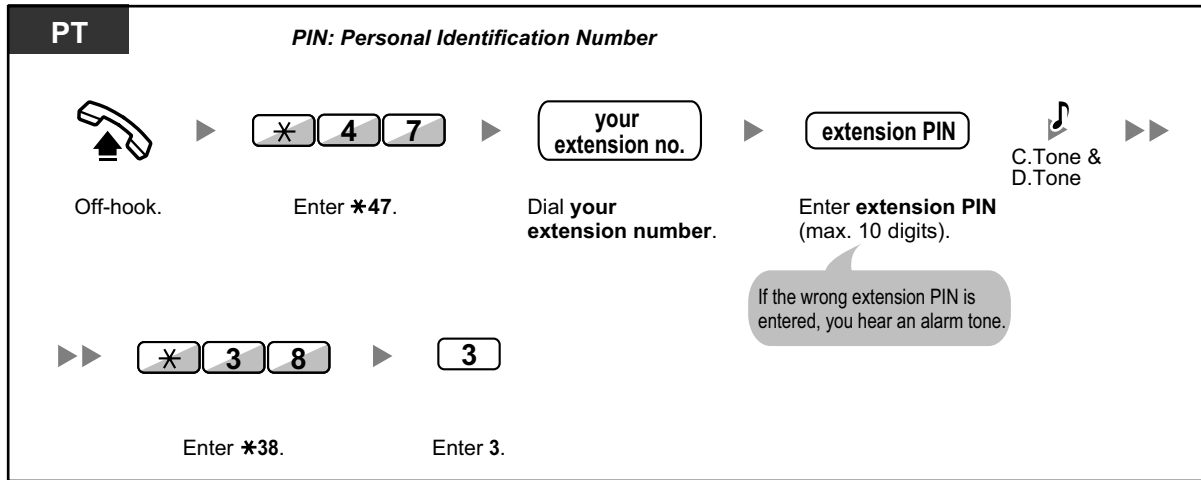 PT
PIN: Personal Identification Number
* 4 7
your
extension no.
extension PIN
C.Tone &
D.Tone
Off-hook.
Enter *47.
Dial your
extension number.
Enter extension PIN
(max. 10 digits).
If the wrong extension PIN is
entered, you hear an alarm tone.
* 3 8
3
Enter *38.
Enter 3.